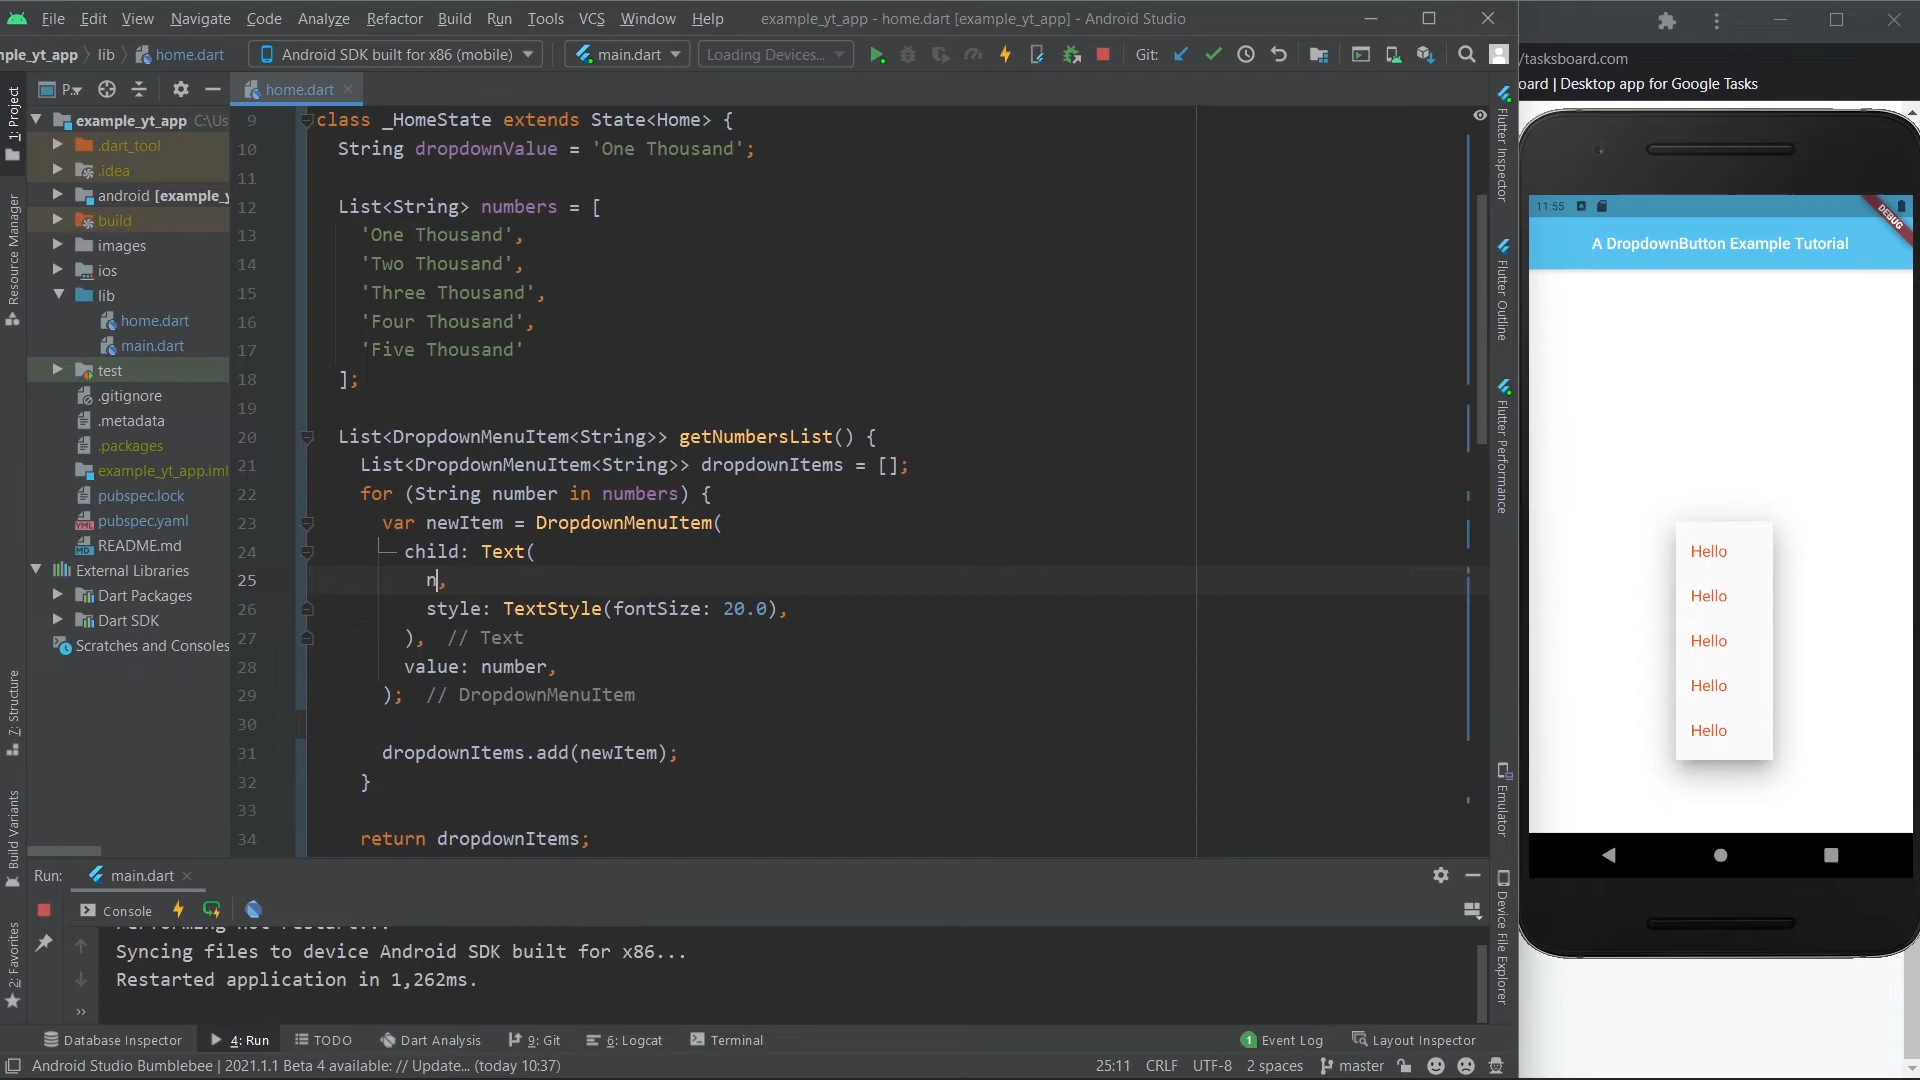 File Edit View Navigate Code Analyze Refactor Build Run Tools VCS Window Help example_yt_app - home.dart [example_yt_app] - Android Studio
mple_yt_app lib home.dart Android SDK built for x86 (mobile) main.dart Loading Devices... Git:
/tasksboard.com
oard | Desktop app for Google Tasks
1: Project
Resource Manager
7: Structure
Build Variants
2: Favorites
P..
home.dart
example_yt_app C:\Us
.dart_tool
.idea
android [example_y
build
images
ios
lib
home.dart
main.dart
test
.gitignore
.metadata
.packages
example_yt_app.iml
pubspec.lock
pubspec.yaml
README.md
External Libraries
Dart Packages
Dart SDK
Scratches and Consoles
9 class _HomeState extends State<Home> {
10 String dropdownValue = 'One Thousand';
11
12 List<String> numbers = [
13 'One Thousand',
14 'Two Thousand',
15 'Three Thousand',
16 'Four Thousand',
17 'Five Thousand'
18 ];
19
20 List<DropdownMenuItem<String>> getNumbersList() {
21 List<DropdownMenuItem<String>> dropdownItems = [];
22 for (String number in numbers) {
23 var newItem = DropdownMenuItem(
24 child: Text(
25 n,
26 style: TextStyle(fontSize: 20.0),
27 ), // Text
28 value: number,
29 ); // DropdownMenuItem
30
31 dropdownItems.add(newItem);
32 }
33
34 return dropdownItems;
Flutter Inspector
Flutter Outline
Flutter Performance
Emulator
Device File Explorer
11:55
DEBUG
A DropdownButton Example Tutorial
Hello
Hello
Hello
Hello
Hello
Run: main.dart
Console
Performing hot restart...
Syncing files to device Android SDK built for x86...
Restarted application in 1,262ms.
Database Inspector 4: Run TODO Dart Analysis 9: Git 6: Logcat Terminal 1 Event Log Layout Inspector
Android Studio Bumblebee | 2021.1.1 Beta 4 available: // Update... (today 10:37) 25:11 CRLF UTF-8 2 spaces master